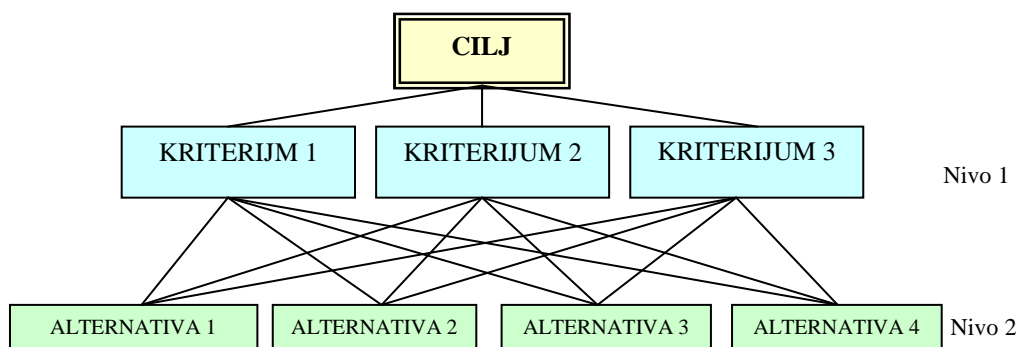 CILJ
KRITERIJM 1
KRITERIJUM 2
KRITERIJUM 3
Nivo 1
ALTERNATIVA 1
ALTERNATIVA 2
ALTERNATIVA 3
ALTERNATIVA 4
Nivo 2